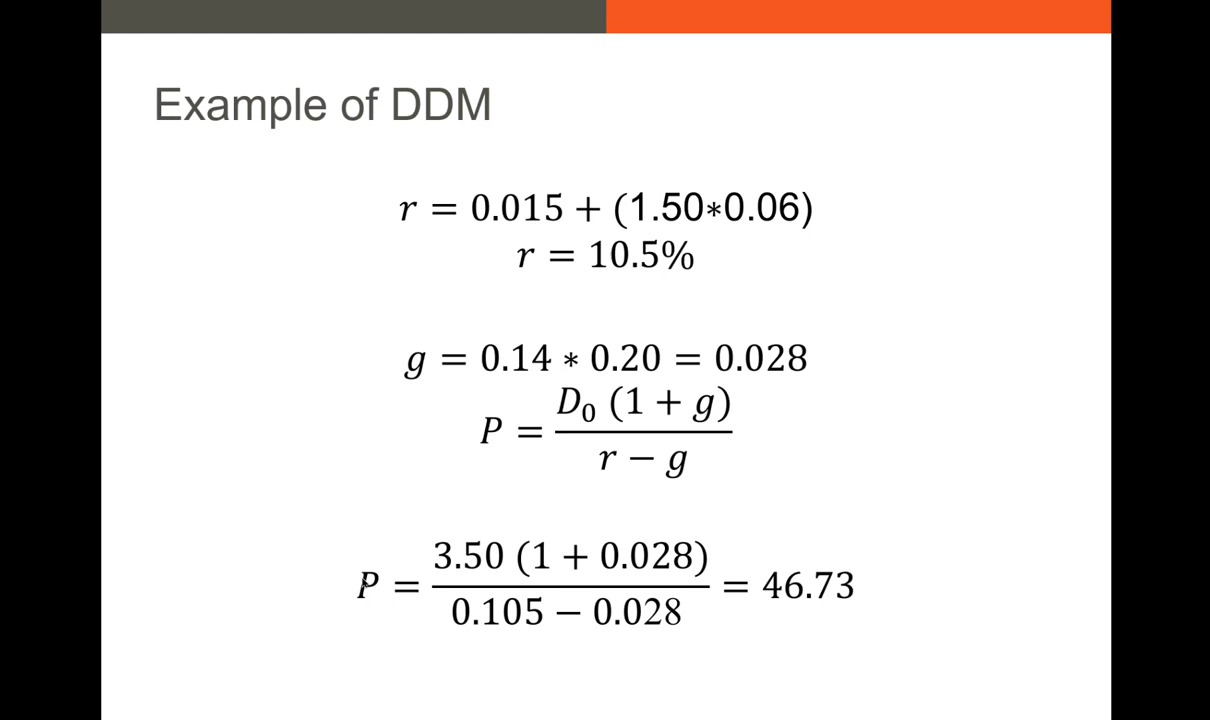 Example of DDM
r = 0.015 + (1.50*0.06)
r = 10.5%
g = 0.14 * 0.20 = 0.028
P = D₀ (1 + g) / r − g
P = 3.50 (1 + 0.028) / 0.105 − 0.028 = 46.73